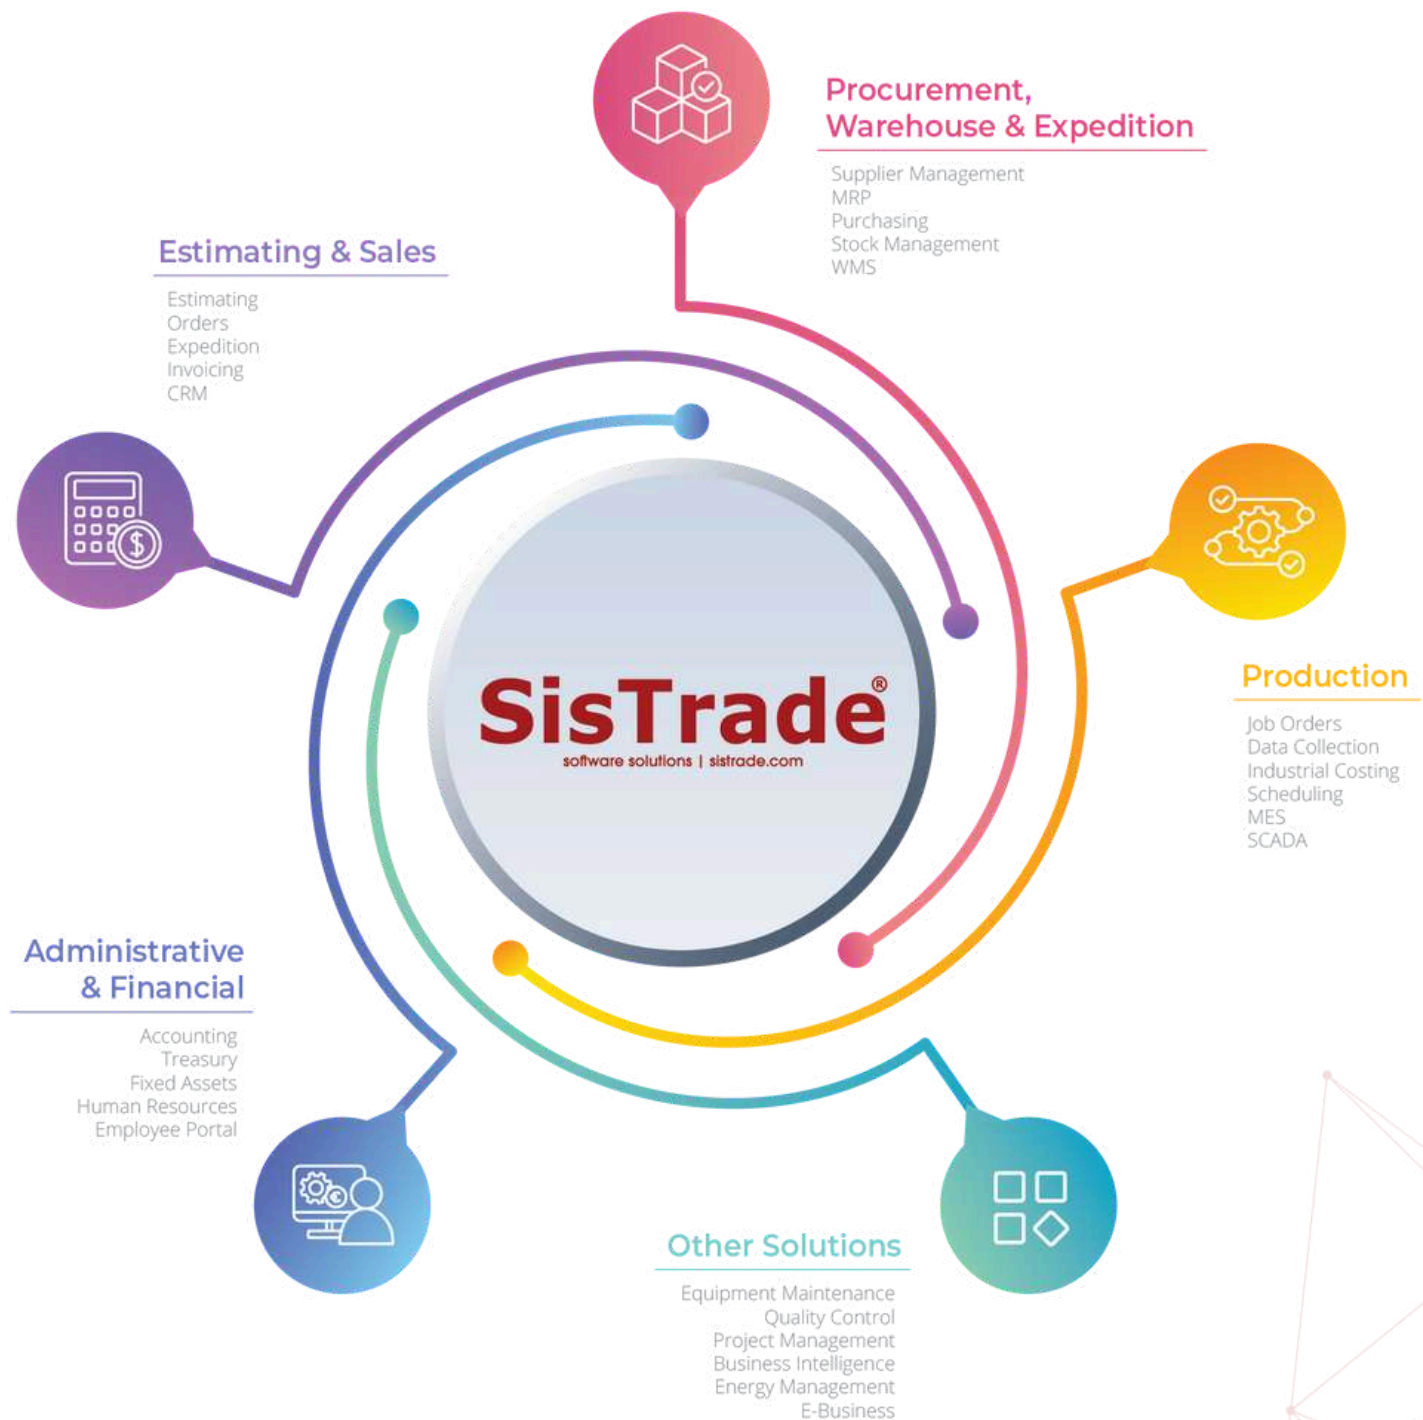 Procurement,
Warehouse & Expedition
Supplier Management
MRP
Purchasing
Stock Management
WMS
Estimating & Sales
Estimating
Orders
Expedition
Invoicing
CRM
$
SisTrade®
software solutions | sistrade.com
Production
Job Orders
Data Collection
Industrial Costing
Scheduling
MES
SCADA
Administrative
& Financial
Accounting
Treasury
Fixed Assets
Human Resources
Employee Portal
€
Other Solutions
Equipment Maintenance
Quality Control
Project Management
Business Intelligence
Energy Management
E-Business